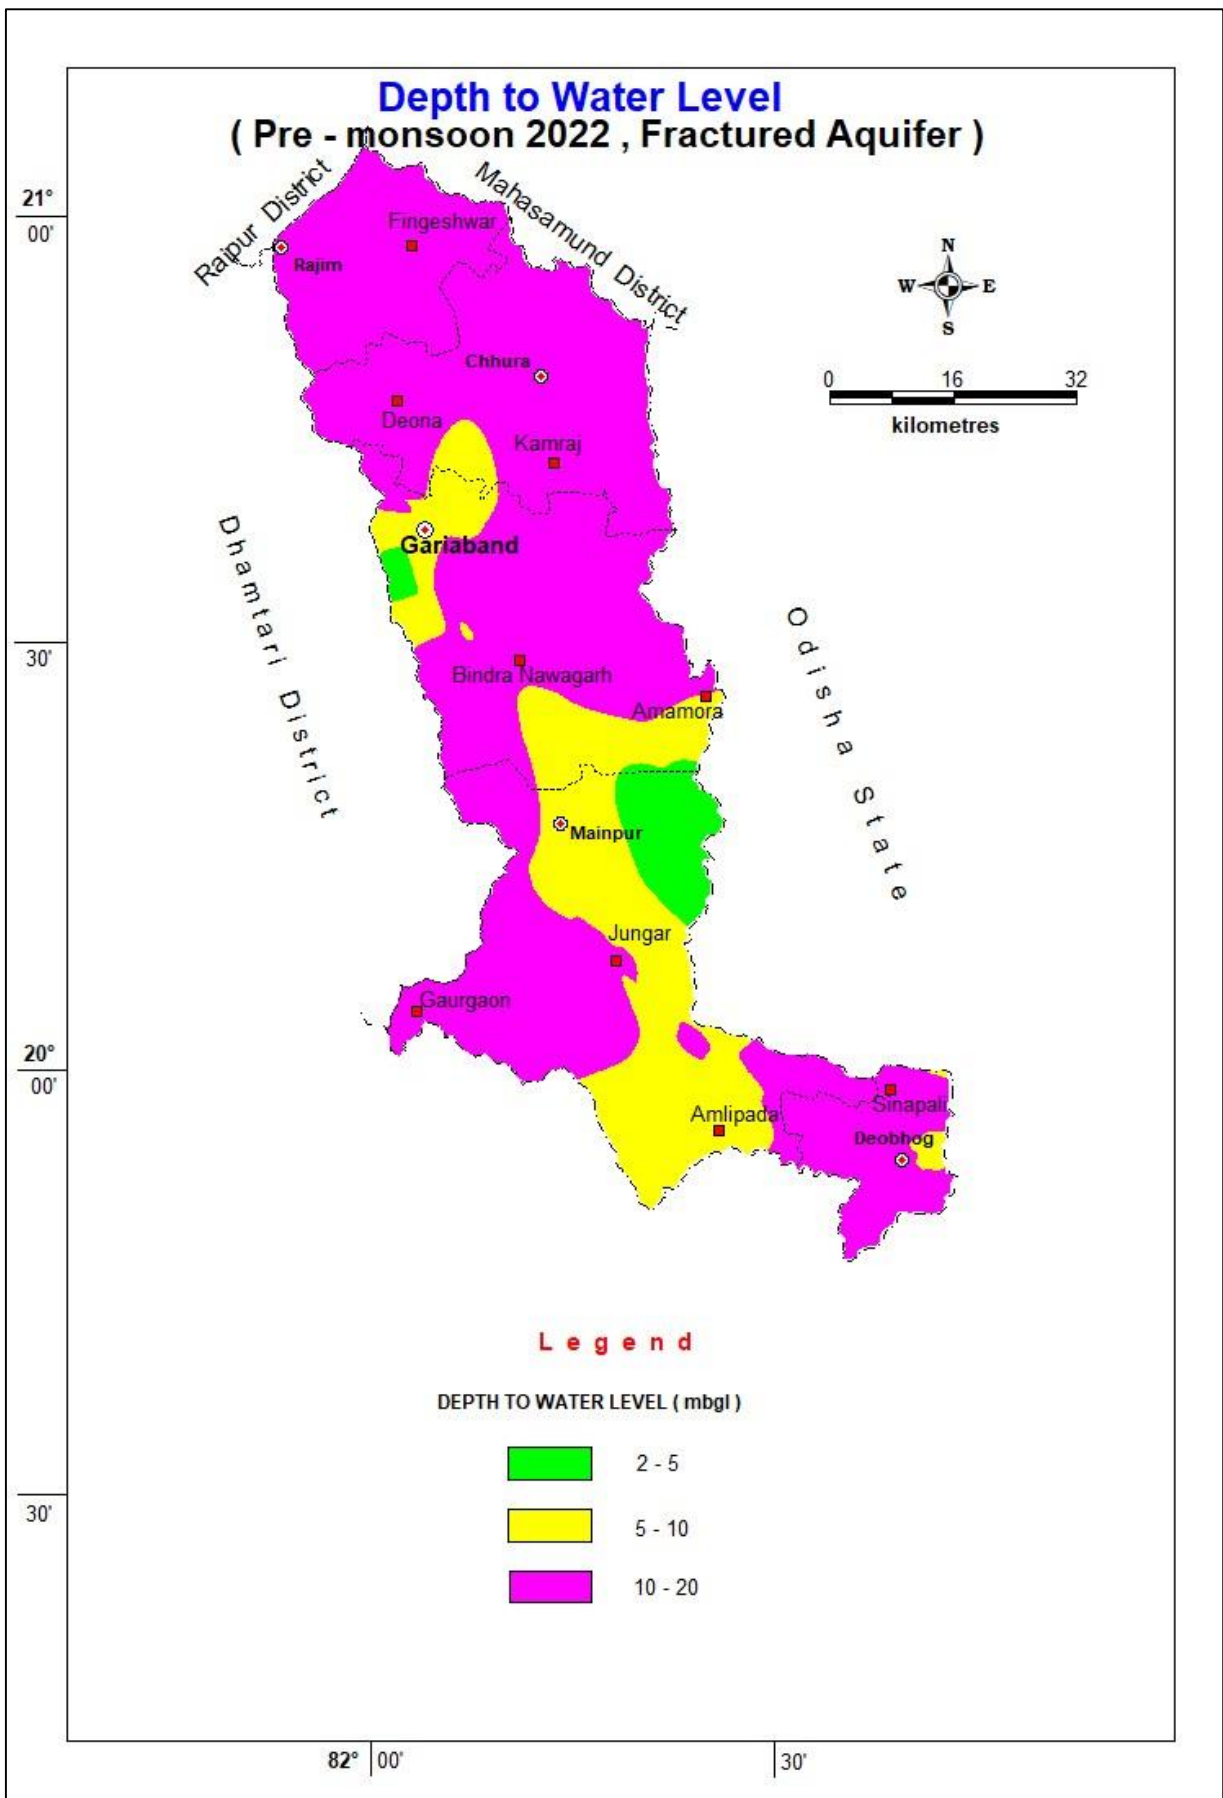 Depth to Water Level
( Pre - monsoon 2022 , Fractured Aquifer )
21°
00'
Raipur District
Mahasamund District
Fingeshwar
Rajim
N
W E
S
Chhura
0 16 32
kilometres
Deona
Kamraj
Gariaband
Dhamtari District
Odisha State
30'
Bindra Nawagarh
Amamora
Mainpur
Jungar
Gaurgaon
20°
00'
Sinapali
Amlipada
Deobhog
Legend
DEPTH TO WATER LEVEL ( mbgl )
2 - 5
5 - 10
10 - 20
30'
82° 00' 30'